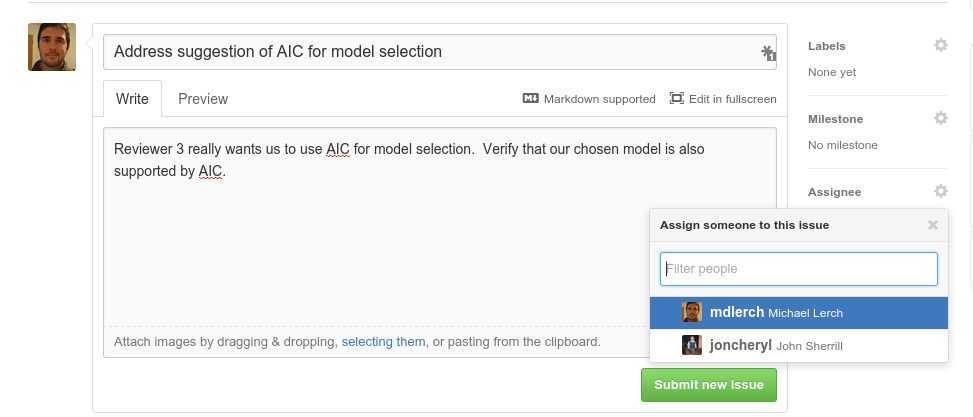 Address suggestion of AIC for model selection
Write
Preview
Markdown supported
Edit in fullscreen
Reviewer 3 really wants us to use AIC for model selection.  Verify that our chosen model is also
supported by AIC.
Attach images by dragging & dropping, selecting them, or pasting from the clipboard.
Submit new issue
Labels
None yet
Milestone
No milestone
Assignee
Assign someone to this issue
Filter people
mdlerch Michael Lerch
joncheryl John Sherrill